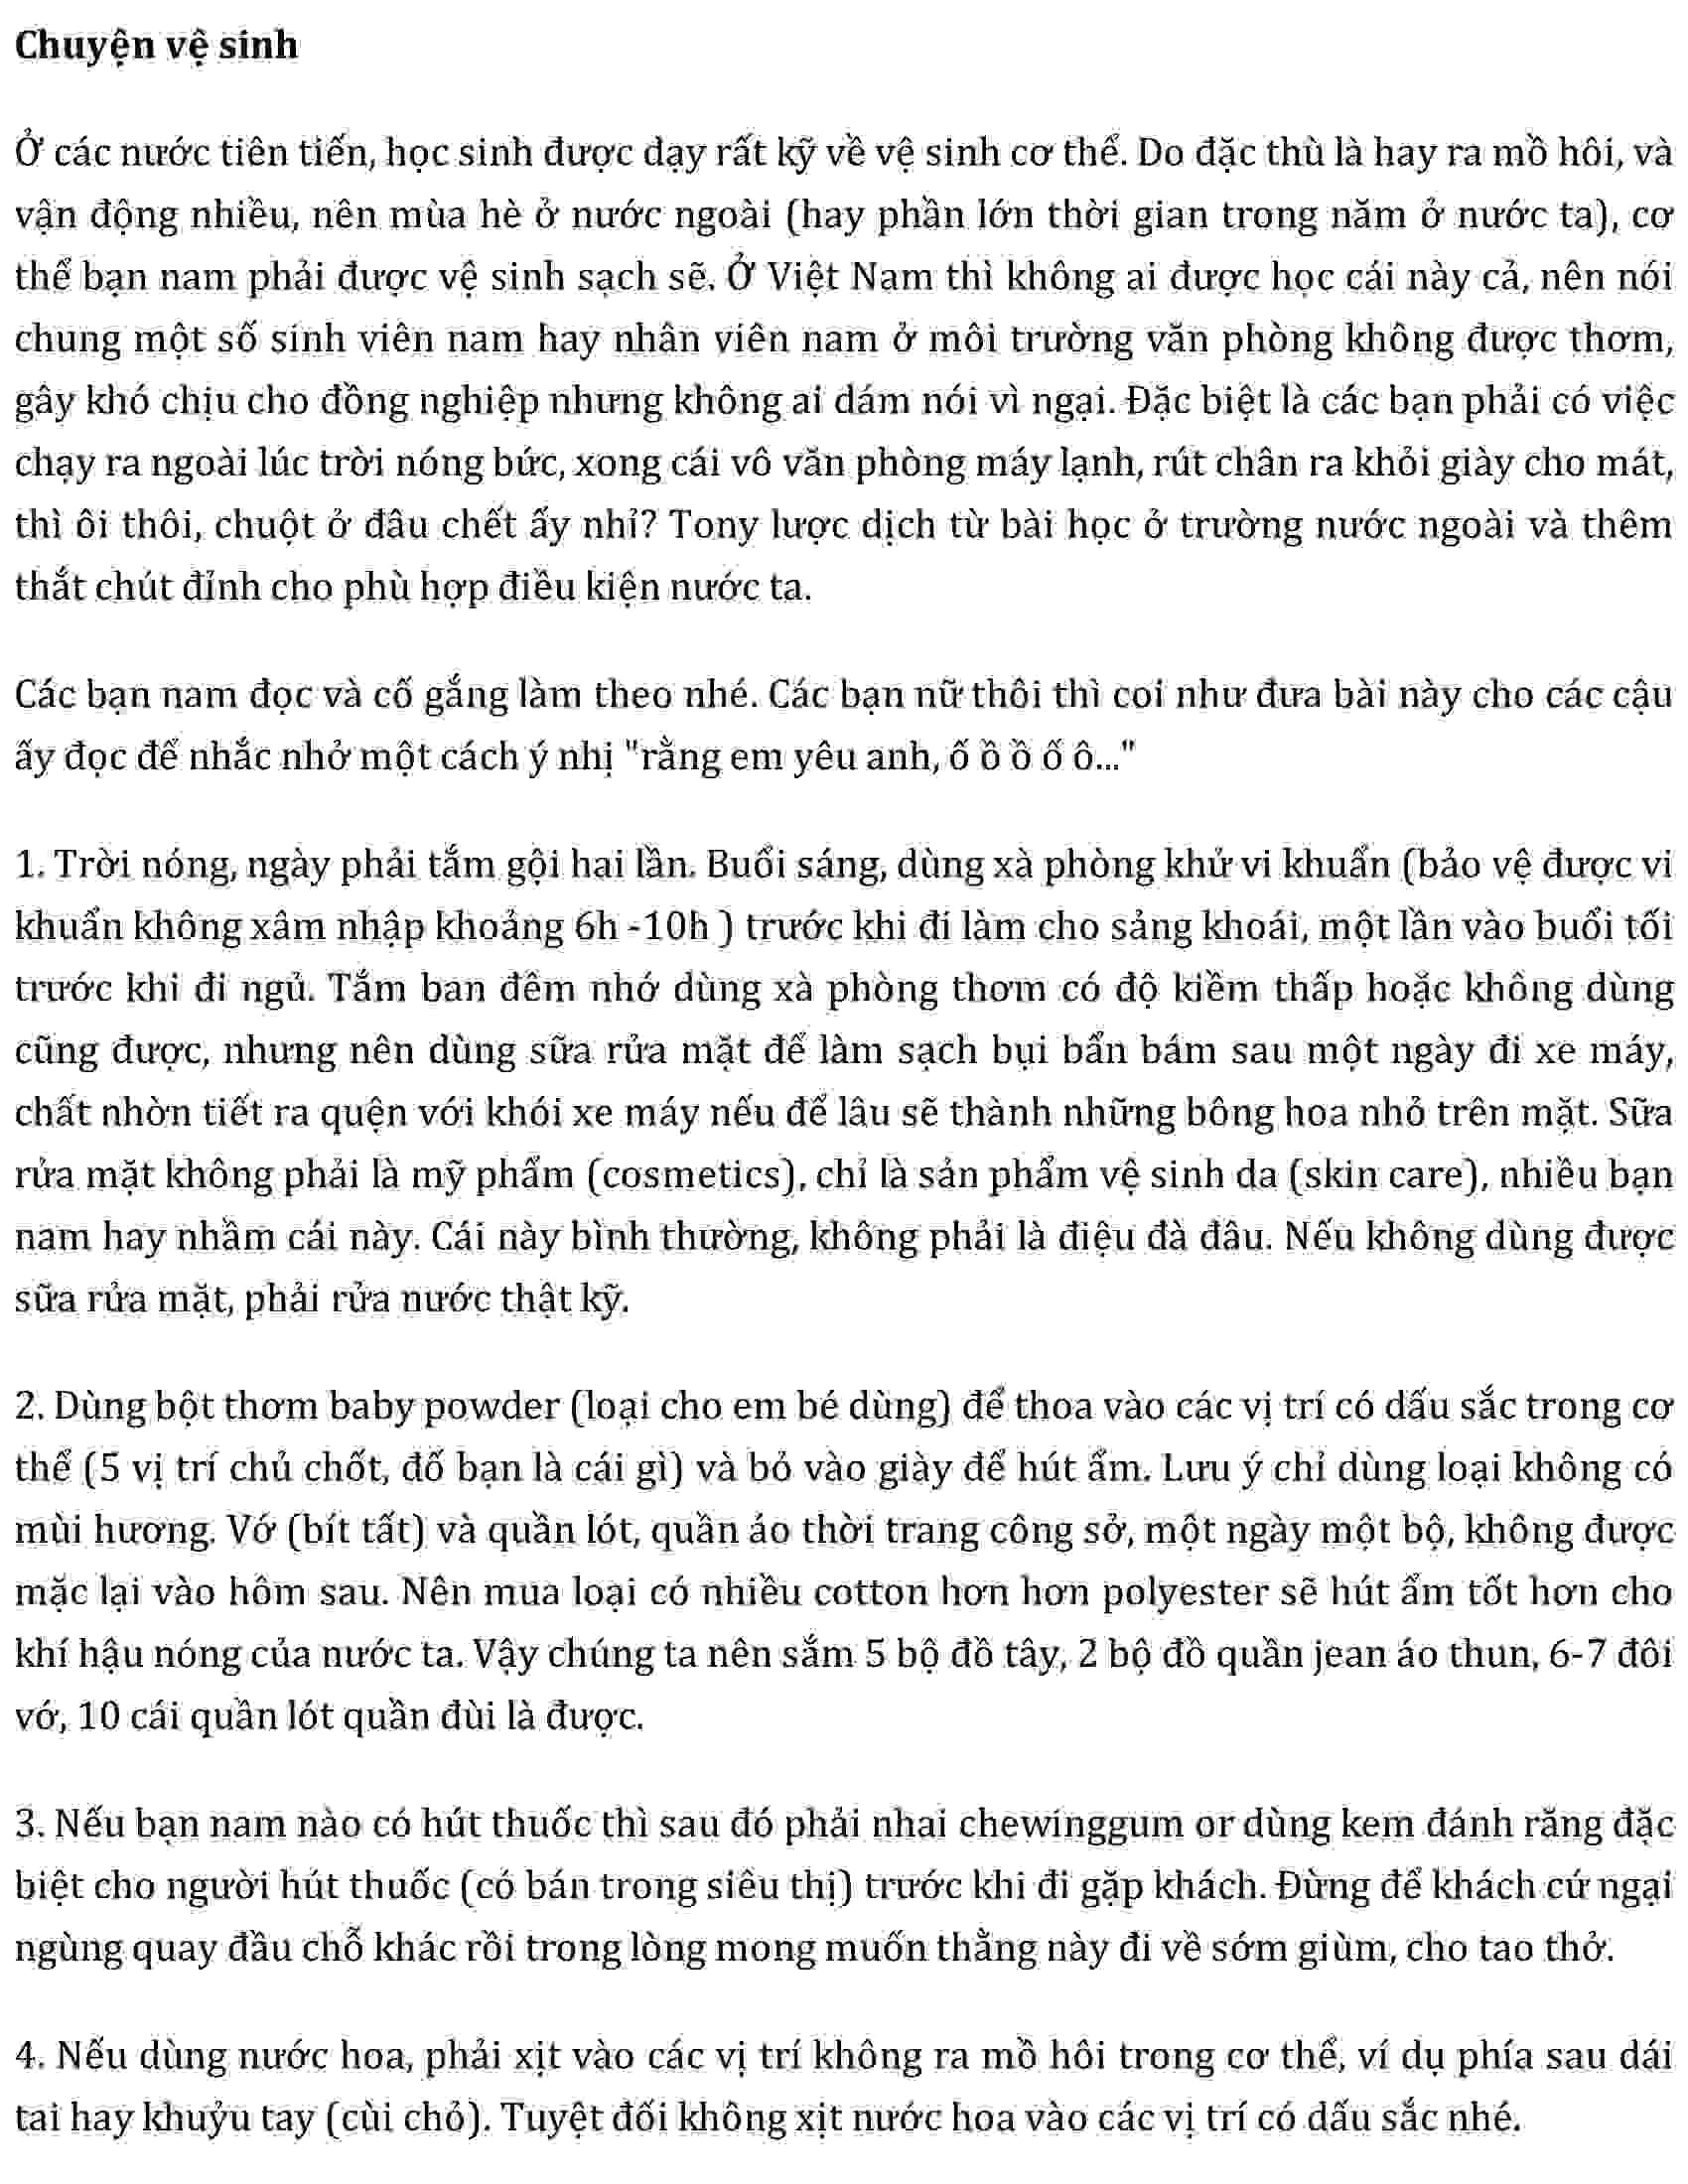 Chuyện vệ sinh
Ở các nước tiên tiến, học sinh được dạy rất kỹ về vệ sinh cơ thể. Do đặc thù là hay ra mồ hôi, và
vận động nhiều, nên mùa hè ở nước ngoài (hay phần lớn thời gian trong năm ở nước ta), cơ
thể bạn nam phải được vệ sinh sạch sẽ. Ở Việt Nam thì không ai được học cái này cả, nên nói
chung một số sinh viên nam hay nhân viên nam ở môi trường văn phòng không được thơm,
gây khó chịu cho đồng nghiệp nhưng không ai dám nói vì ngại. Đặc biệt là các bạn phải có việc
chạy ra ngoài lúc trời nóng bức, xong cái vô văn phòng máy lạnh, rút chân ra khỏi giày cho mát,
thì ôi thôi, chuột ở đâu chết ấy nhỉ? Tony lược dịch từ bài học ở trường nước ngoài và thêm
thắt chút đỉnh cho phù hợp điều kiện nước ta.
Các bạn nam đọc và cố gắng làm theo nhé. Các bạn nữ thôi thì coi như đưa bài này cho các cậu
ấy đọc để nhắc nhở một cách ý nhị "rằng em yêu anh, ố ồ ồ ố ô..."
1. Trời nóng, ngày phải tắm gội hai lần. Buổi sáng, dùng xà phòng khử vi khuẩn (bảo vệ được vi
khuẩn không xâm nhập khoảng 6h -10h ) trước khi đi làm cho sảng khoái, một lần vào buổi tối
trước khi đi ngủ. Tắm ban đêm nhớ dùng xà phòng thơm có độ kiềm thấp hoặc không dùng
cũng được, nhưng nên dùng sữa rửa mặt để làm sạch bụi bẩn bám sau một ngày đi xe máy,
chất nhờn tiết ra quện với khói xe máy nếu để lâu sẽ thành những bông hoa nhỏ trên mặt. Sữa
rửa mặt không phải là mỹ phẩm (cosmetics), chỉ là sản phẩm vệ sinh da (skin care), nhiều bạn
nam hay nhầm cái này. Cái này bình thường, không phải là điệu đà đâu. Nếu không dùng được
sữa rửa mặt, phải rửa nước thật kỹ.
2. Dùng bột thơm baby powder (loại cho em bé dùng) để thoa vào các vị trí có dấu sắc trong cơ
thể (5 vị trí chủ chốt, đố bạn là cái gì) và bỏ vào giày để hút ẩm. Lưu ý chỉ dùng loại không có
mùi hương. Vớ (bít tất) và quần lót, quần áo thời trang công sở, một ngày một bộ, không được
mặc lại vào hôm sau. Nên mua loại có nhiều cotton hơn hơn polyester sẽ hút ẩm tốt hơn cho
khí hậu nóng của nước ta. Vậy chúng ta nên sắm 5 bộ đồ tây, 2 bộ đồ quần jean áo thun, 6-7 đôi
vớ, 10 cái quần lót quần đùi là được.
3. Nếu bạn nam nào có hút thuốc thì sau đó phải nhai chewinggum or dùng kem đánh răng đặc
biệt cho người hút thuốc (có bán trong siêu thị) trước khi đi gặp khách. Đừng để khách cứ ngại
ngùng quay đầu chỗ khác rồi trong lòng mong muốn thằng này đi về sớm giùm, cho tao thở.
4. Nếu dùng nước hoa, phải xịt vào các vị trí không ra mồ hôi trong cơ thể, ví dụ phía sau dái
tai hay khuỷu tay (cùi chỏ). Tuyệt đối không xịt nước hoa vào các vị trí có dấu sắc nhé.